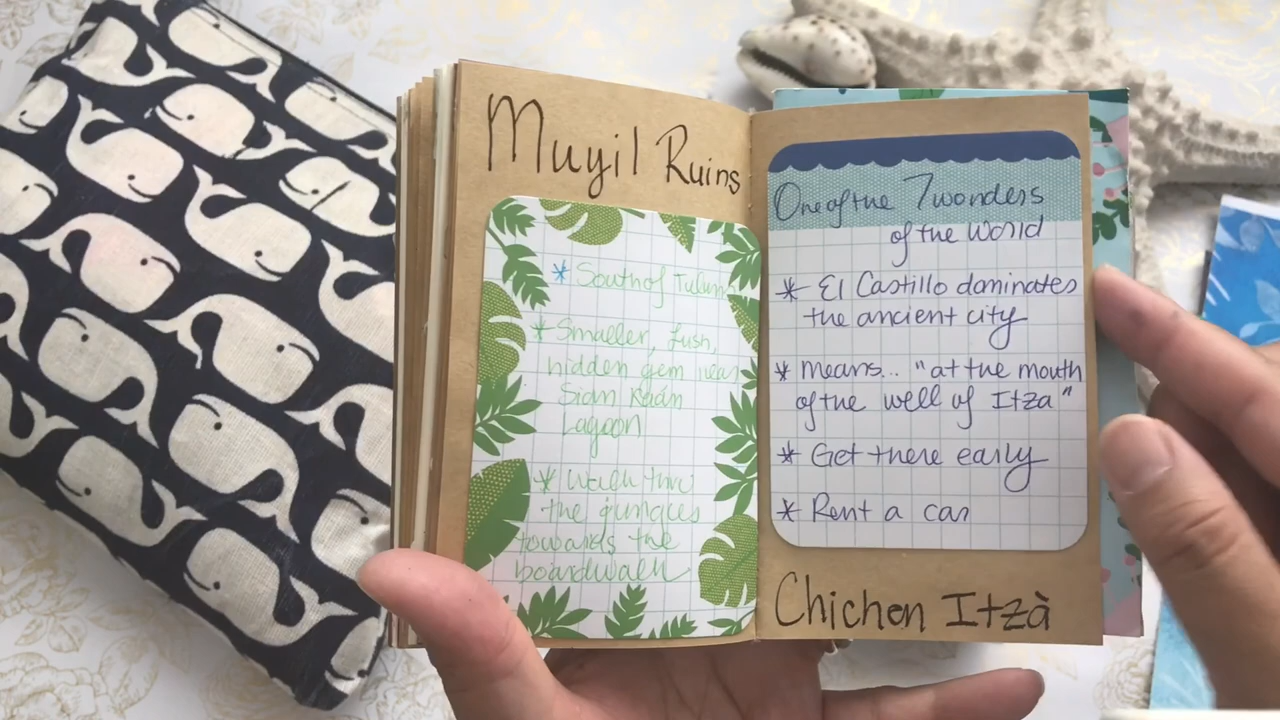 Muyil Ruins
* South of Tulum
* Smaller, Lush,
hidden gem near
Sian Kaán
Lagoon
* Walk thru
the jungles
towards the
boardwalk
One of the 7 wonders
of the World
* El Castillo dominates
the ancient city
* means... "at the mouth
of the well of Itza"
* Get there early
* Rent a car
Chichen Itzà